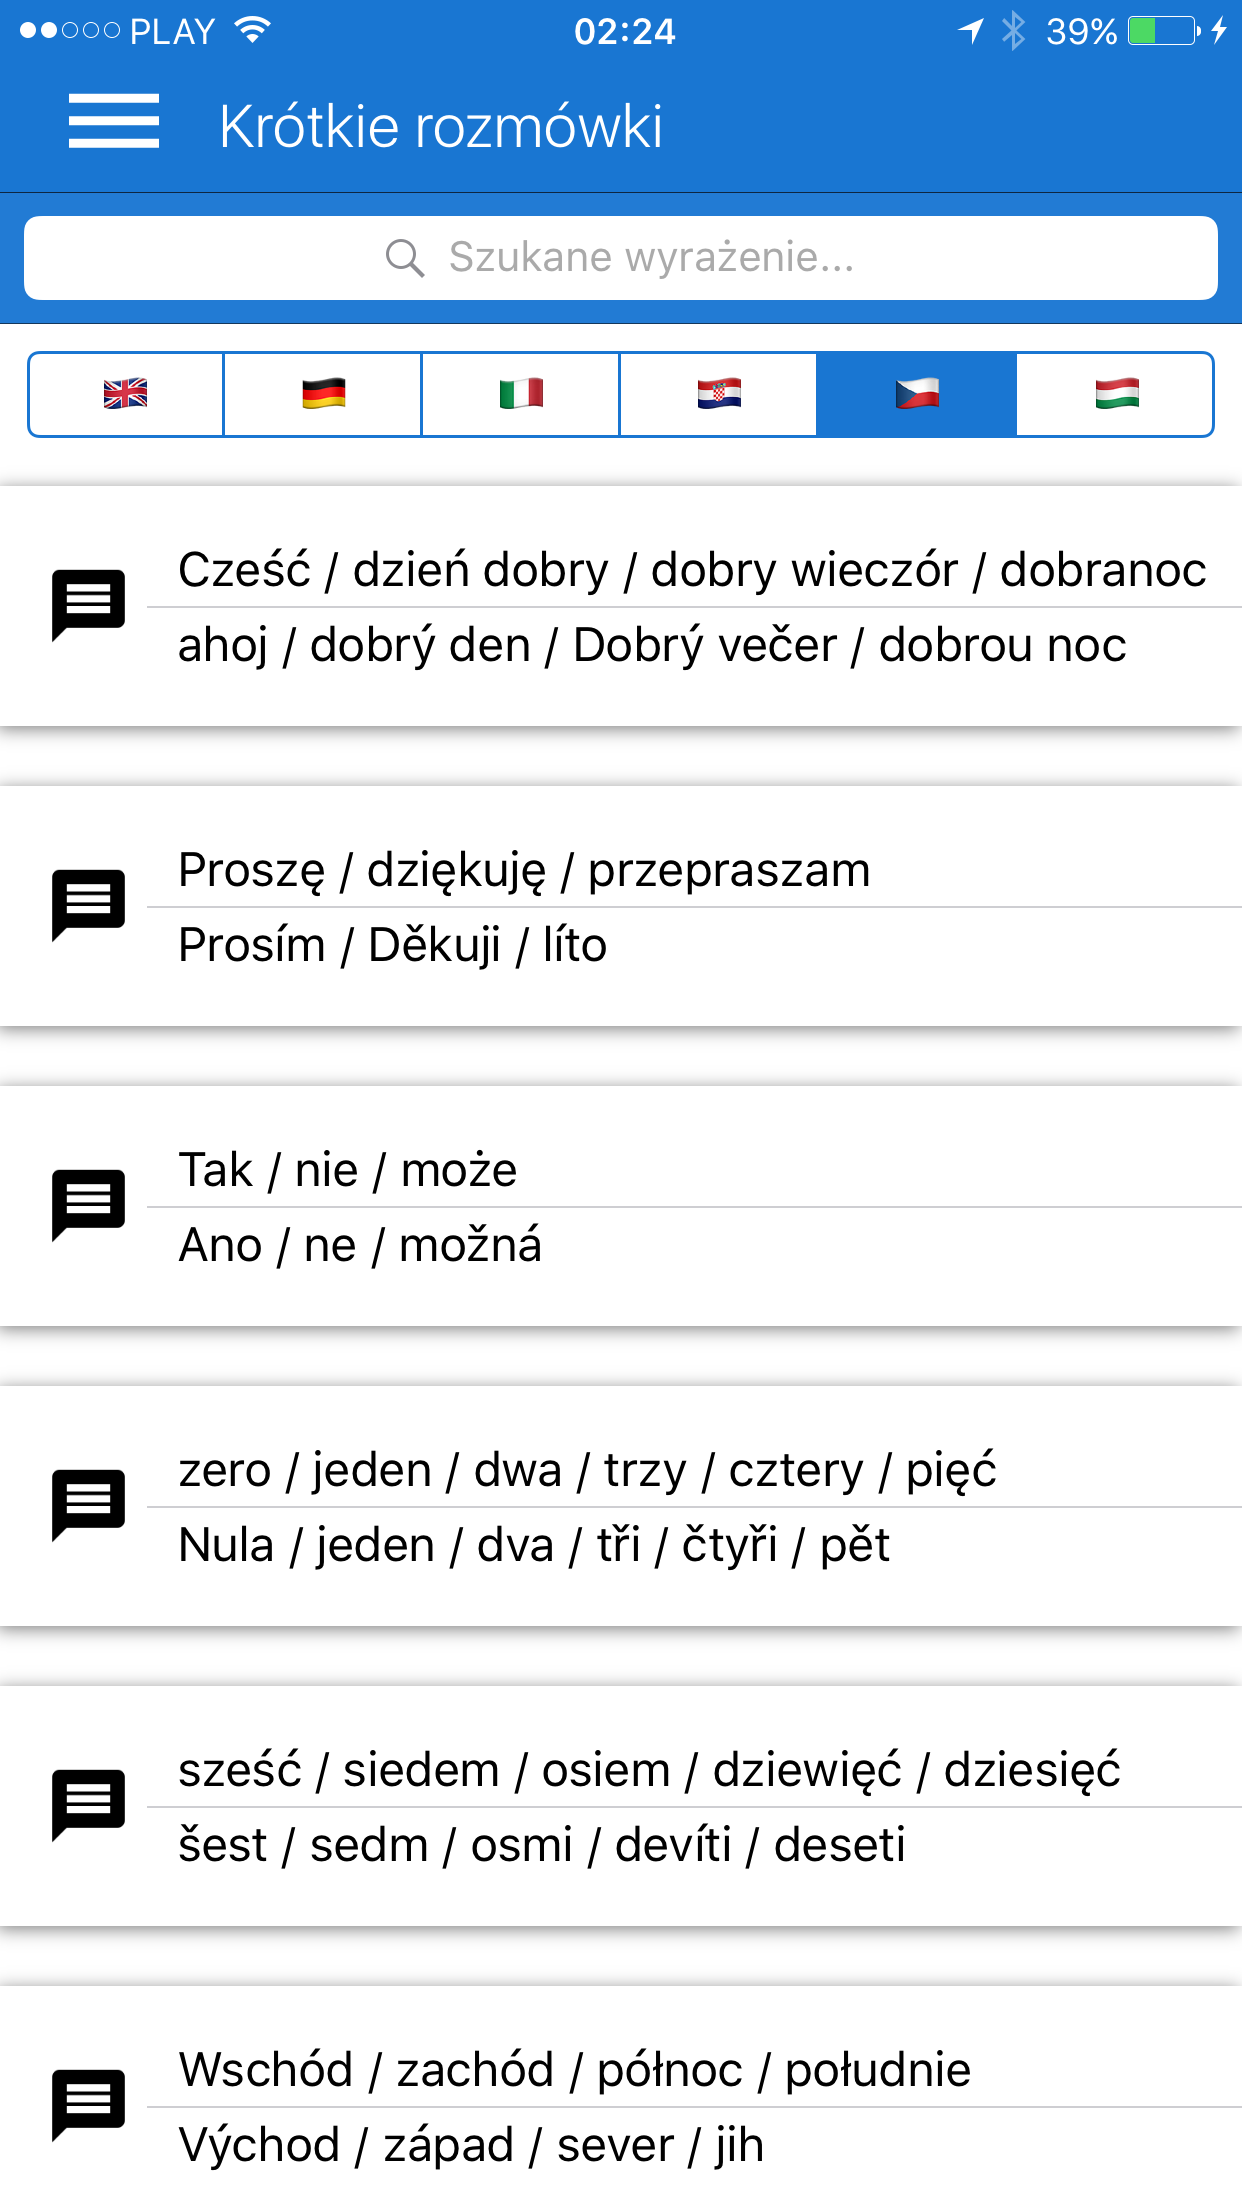 PLAY 02:24 39%
Krótkie rozmówki
Szukane wyrażenie...
Cześć / dzień dobry / dobry wieczór / dobranoc
ahoj / dobrý den / Dobrý večer / dobrou noc
Proszę / dziękuję / przepraszam
Prosím / Děkuji / líto
Tak / nie / może
Ano / ne / možná
zero / jeden / dwa / trzy / cztery / pięć
Nula / jeden / dva / tři / čtyři / pět
sześć / siedem / osiem / dziewięć / dziesięć
šest / sedm / osmi / devíti / deseti
Wschód / zachód / północ / południe
Východ / západ / sever / jih